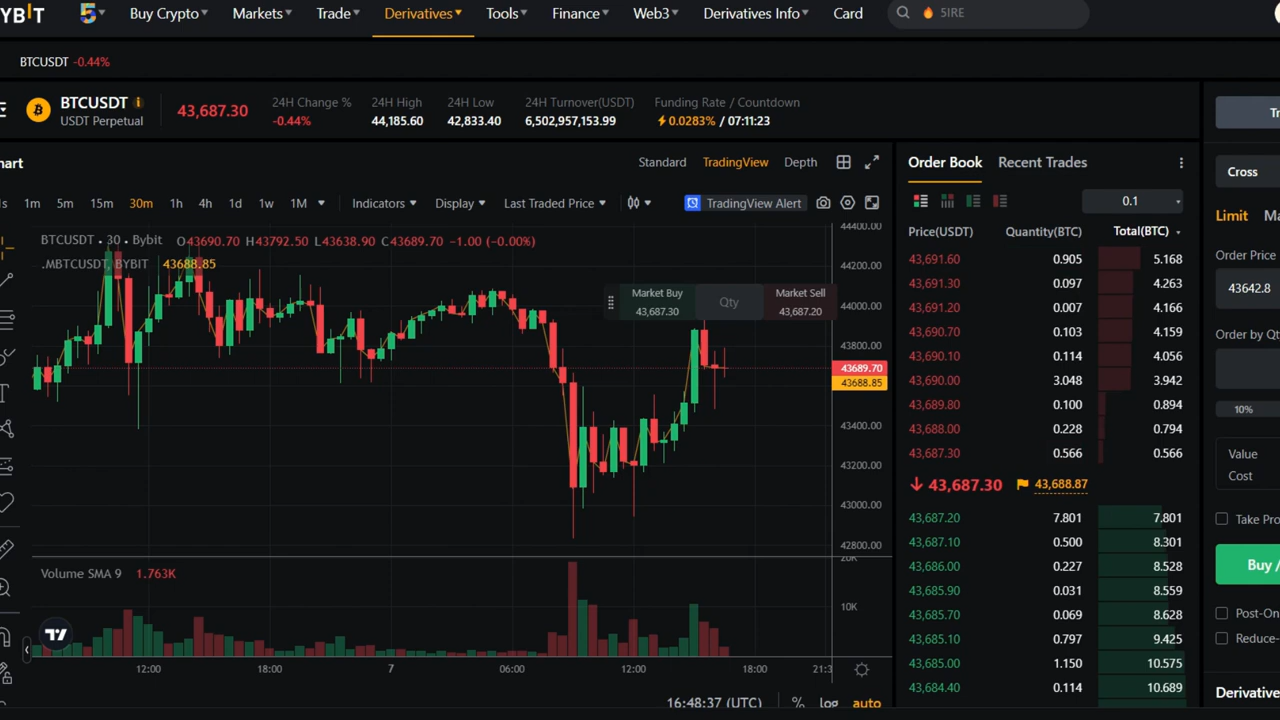 YBIT Buy Crypto Markets Trade Derivatives Tools Finance Web3 Derivatives Info Card 5IRE
BTCUSDT -0.44%
BTCUSDT 43,687.30 24H Change % 24H High 24H Low 24H Turnover(USDT) Funding Rate / Countdown
USDT Perpetual -0.44% 44,185.60 42,833.40 6,502,957,153.99 0.0283% / 07:11:23
hart Standard TradingView Depth
s 1m 5m 15m 30m 1h 4h 1d 1w 1M Indicators Display Last Traded Price TradingView Alert
BTCUSDT · 30 · Bybit O43690.70 H43792.50 L43638.90 C43689.70 -1.00 (-0.00%)
.MBTCUSDT, BYBIT 43688.85
Market Buy Qty Market Sell
43,687.30 43,687.20
44400.00
44200.00
44000.00
43800.00
43689.70
43688.85
43400.00
43200.00
43000.00
42800.00
Volume SMA 9 1.763K
20K
10K
12:00 18:00 7 06:00 12:00 18:00 21:3
16:48:37 (UTC) % log auto
Order Book Recent Trades
0.1
Price(USDT) Quantity(BTC) Total(BTC)
43,691.60 0.905 5.168
43,691.30 0.097 4.263
43,691.20 0.007 4.166
43,690.70 0.103 4.159
43,690.10 0.114 4.056
43,690.00 3.048 3.942
43,689.80 0.100 0.894
43,688.00 0.228 0.794
43,687.30 0.566 0.566
43,687.30 43,688.87
43,687.20 7.801 7.801
43,687.10 0.500 8.301
43,686.00 0.227 8.528
43,685.90 0.031 8.559
43,685.70 0.069 8.628
43,685.10 0.797 9.425
43,685.00 1.150 10.575
43,684.40 0.114 10.689
Tr
Cross
Limit Ma
Order Price
43642.8
Order by Qt
10%
Value
Cost
Take Pro
Buy /
Post-On
Reduce-
Derivative